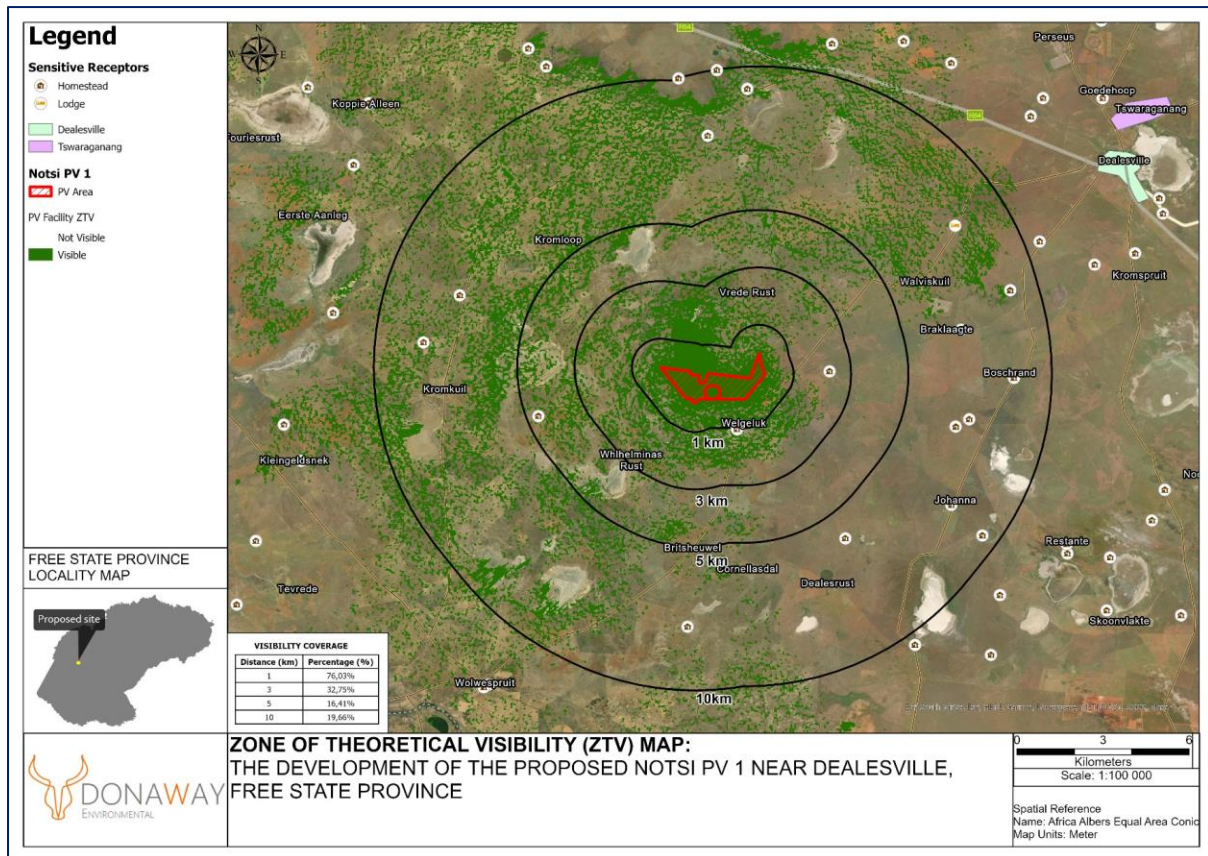 Legend
Sensitive Receptors
Homestead
Lodge
Dealesville
Tswaraganang
Notsi PV 1
PV Area
PV Facility ZTV
Not Visible
Visible
FREE STATE PROVINCE
LOCALITY MAP
Proposed site
DONAWAY
ENVIRONMENTAL
N
W
E
S
Perseus
Goedehoop
Tswaraganang
Koppie-Alleen
Touriesrust
Dealesville
Eerste Aanleg
Kromloop
Kromspruit
Walviskuil
Vrede Rust
Braklaagte
Boschrand
Kromkuil
Welgeluk
1 km
Kleingeldsnek
Whlhelminas
Rust
3 km
Johanna
Britsheuwel
5 km
Cornellasdal
Restante
Dealesrust
Tevrede
Skoonvlakte
Wolwespruit
10km
VISIBILITY COVERAGE
Distance (km) Percentage (%)
1 76,03%
3 32,75%
5 16,41%
10 19,66%
ZONE OF THEORETICAL VISIBILITY (ZTV) MAP:
THE DEVELOPMENT OF THE PROPOSED NOTSI PV 1 NEAR DEALESVILLE,
FREE STATE PROVINCE
0 3 6
Kilometers
Scale: 1:100 000
Spatial Reference
Name: Africa Albers Equal Area Conic
Map Units: Meter